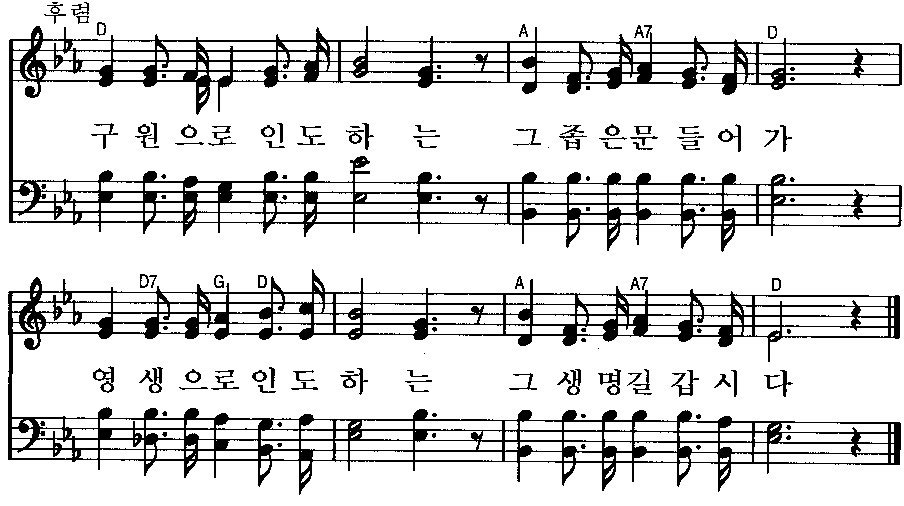 후렴
D A A7 D
구 원 으로 인 도 하 는 그 좁 은문 들 어 가
D7 G D A A7 D
영 생 으로 인 도 하 는 그 생 명길 갑 시 다